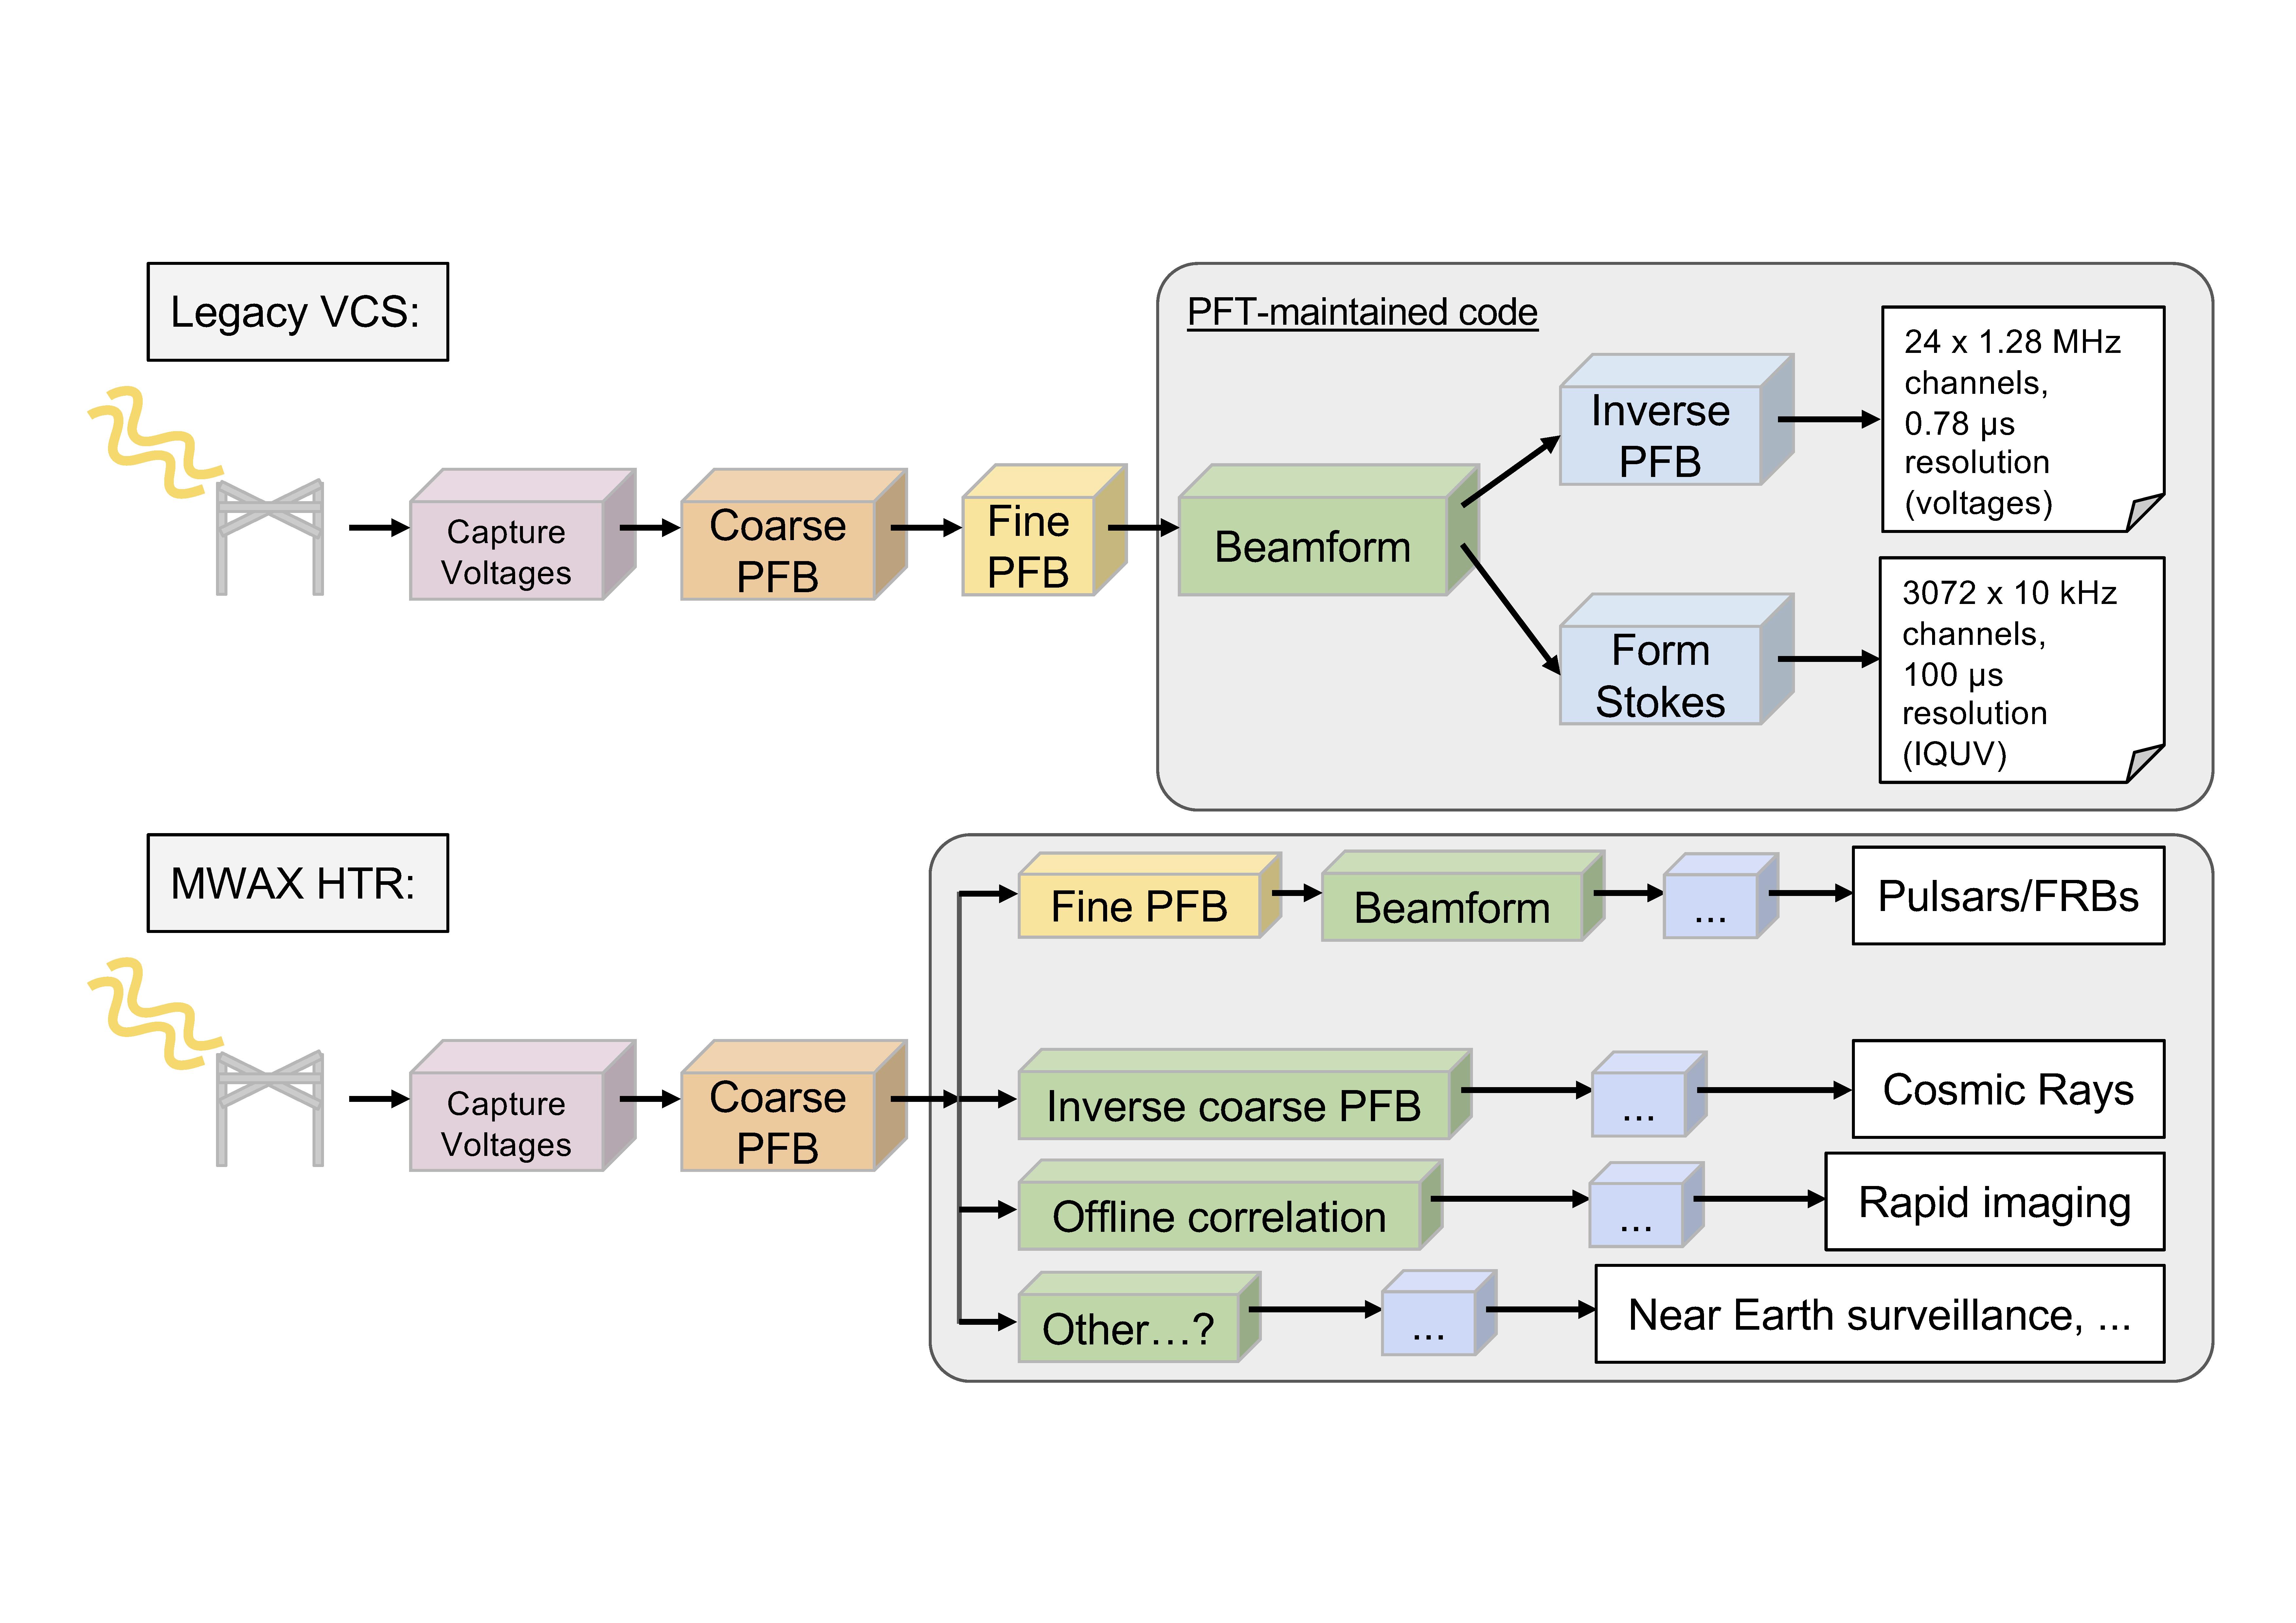 Legacy VCS:
PFT-maintained code
Capture
Voltages
Coarse
PFB
Fine
PFB
Beamform
Inverse
PFB
24 x 1.28 MHz
channels,
0.78 µs
resolution
(voltages)
Form
Stokes
3072 x 10 kHz
channels,
100 µs
resolution
(IQUV)
MWAX HTR:
Capture
Voltages
Coarse
PFB
Fine PFB
Beamform
...
Pulsars/FRBs
Inverse coarse PFB
...
Cosmic Rays
Offline correlation
...
Rapid imaging
Other...?
...
Near Earth surveillance, ...